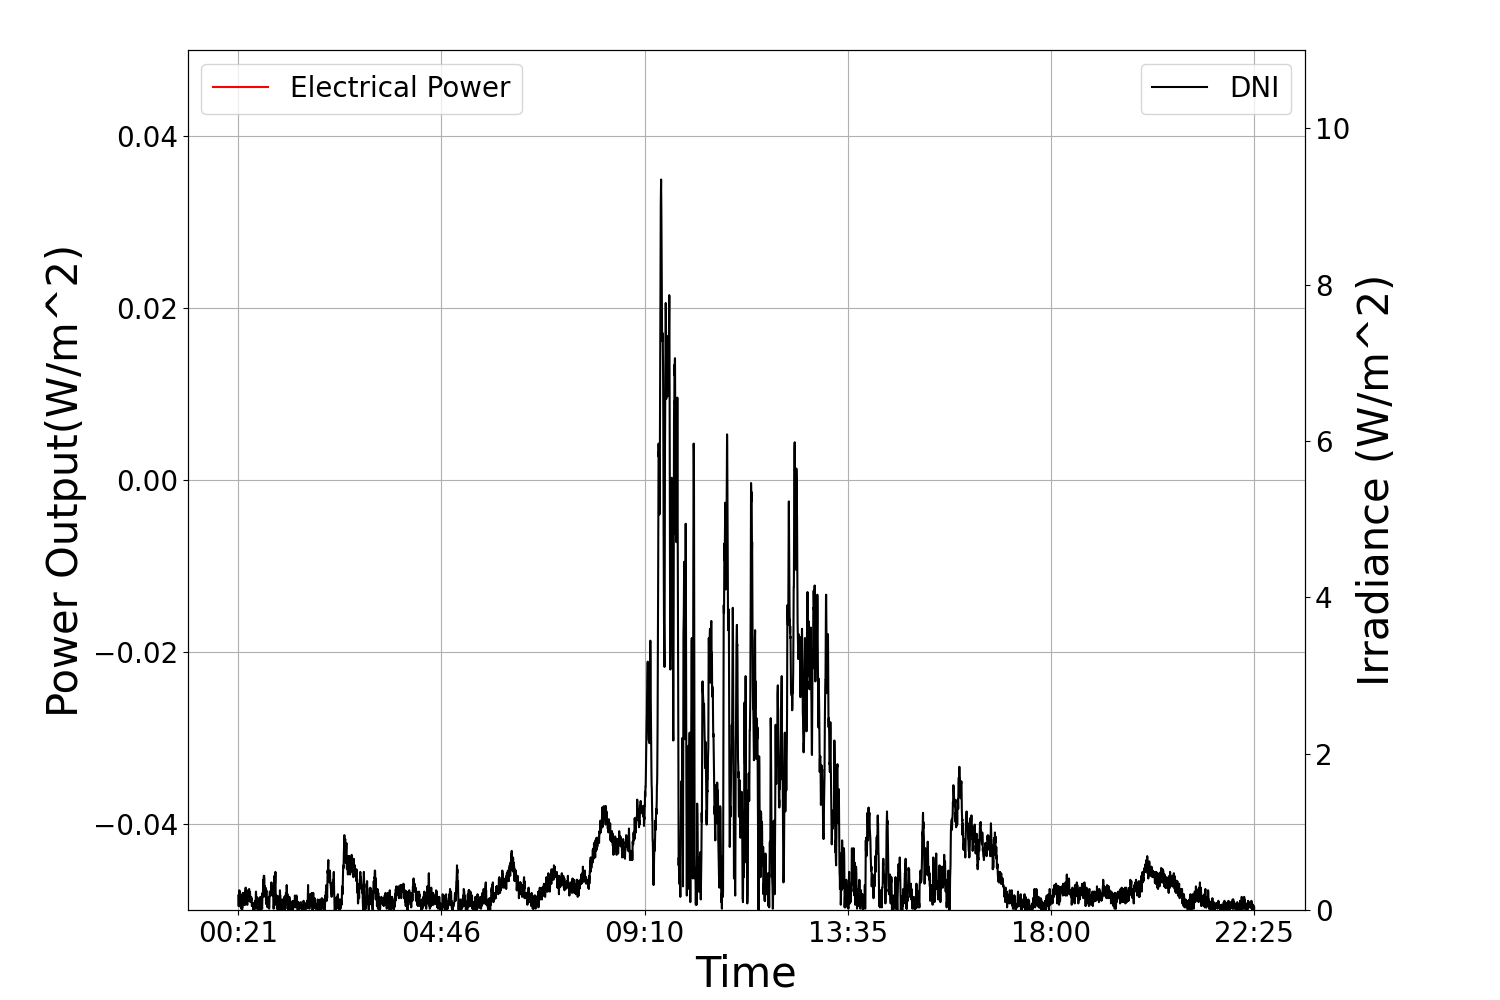 Electrical Power
DNI
Power Output(W/m^2)
0.04
0.02
0.00
−0.02
−0.04
10
8
6
4
2
0
Irradiance (W/m^2)
00:21 04:46 09:10 13:35 18:00 22:25
Time